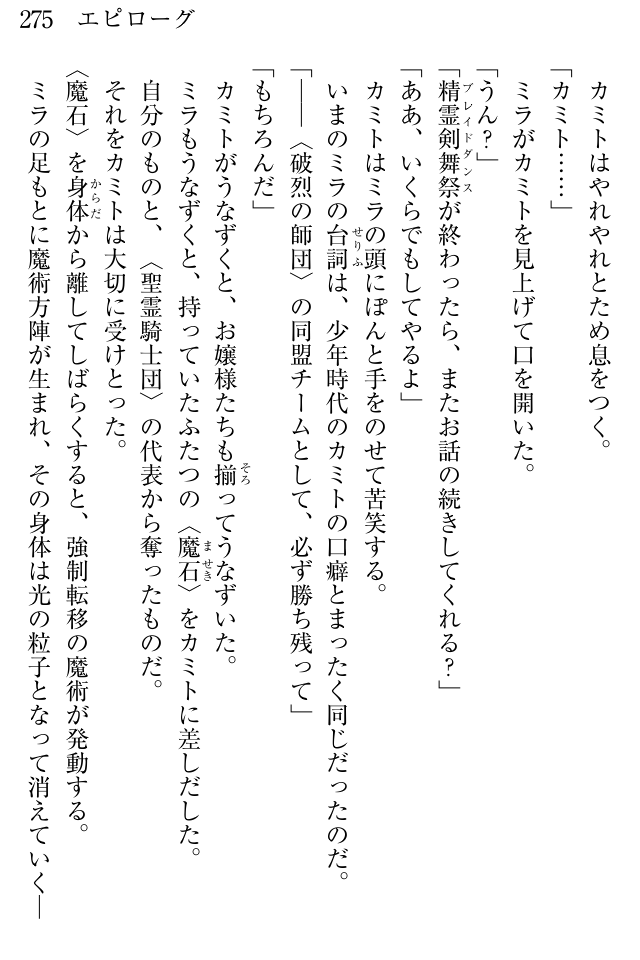 275 エピローグ
カミトはやれやれとため息をつく。
「カミト……」
ミラがカミトを見上げて口を開いた。
「うん？」
「精霊剣舞祭が終わったら、またお話の続きしてくれる？」
ブレイドダンス
「ああ、いくらでもしてやるよ」
カミトはミラの頭にぽんと手をのせて苦笑する。
いまのミラの台詞は、少年時代のカミトの口癖とまったく同じだったのだ。
せりふ
「――〈破烈の師団〉の同盟チームとして、必ず勝ち残って」
「もちろんだ」
カミトがうなずくと、お嬢様たちも揃ってうなずいた。
そろ
ミラもうなずくと、持っていたふたつの〈魔石〉をカミトに差しだした。
ませき
自分のものと、〈聖霊騎士団〉の代表から奪ったものだ。
それをカミトは大切に受けとった。
〈魔石〉を身体から離してしばらくすると、強制転移の魔術が発動する。
からだ
ミラの足もとに魔術方陣が生まれ、その身体は光の粒子となって消えていく―